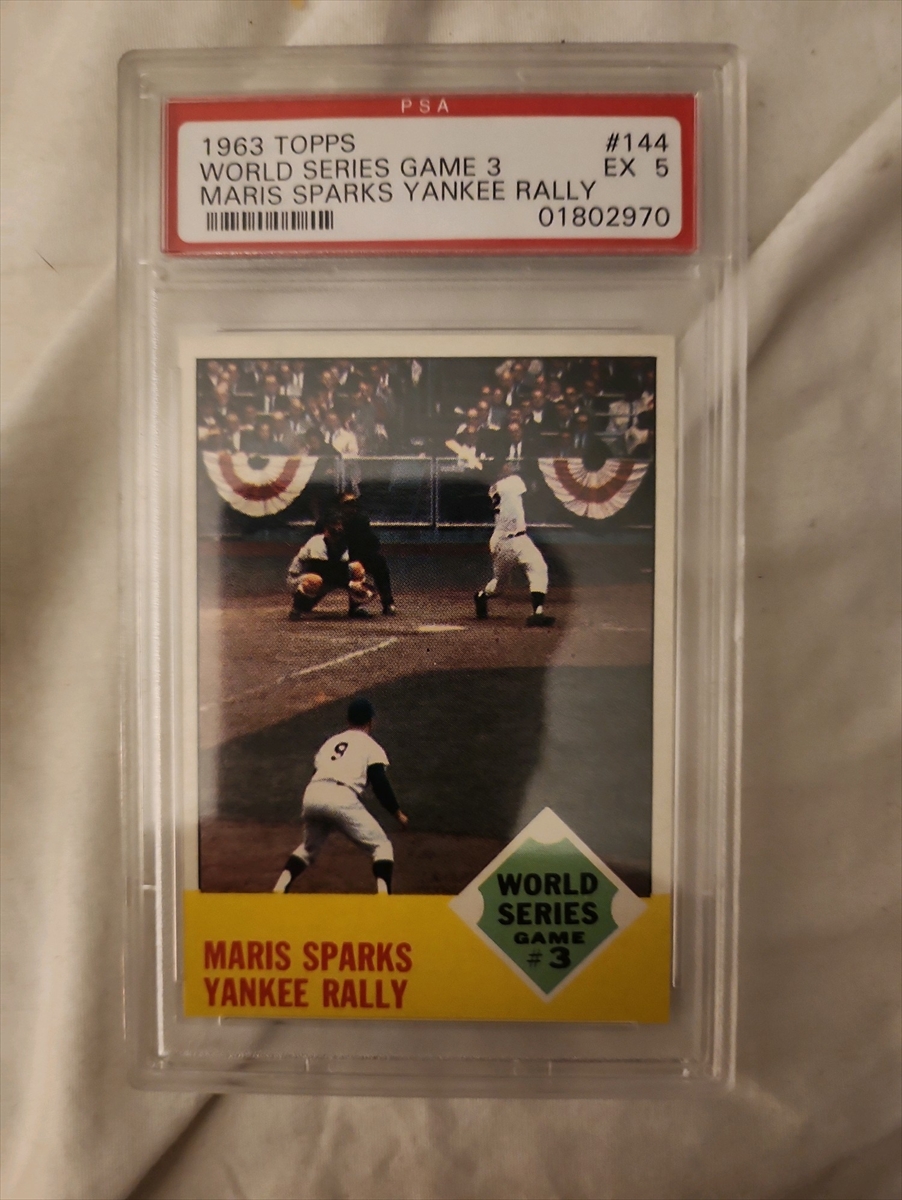 PSA
1963 TOPPS #144
WORLD SERIES GAME 3 EX 5
MARIS SPARKS YANKEE RALLY
01802970
9
WORLD
SERIES
GAME
#3
MARIS SPARKS
YANKEE RALLY